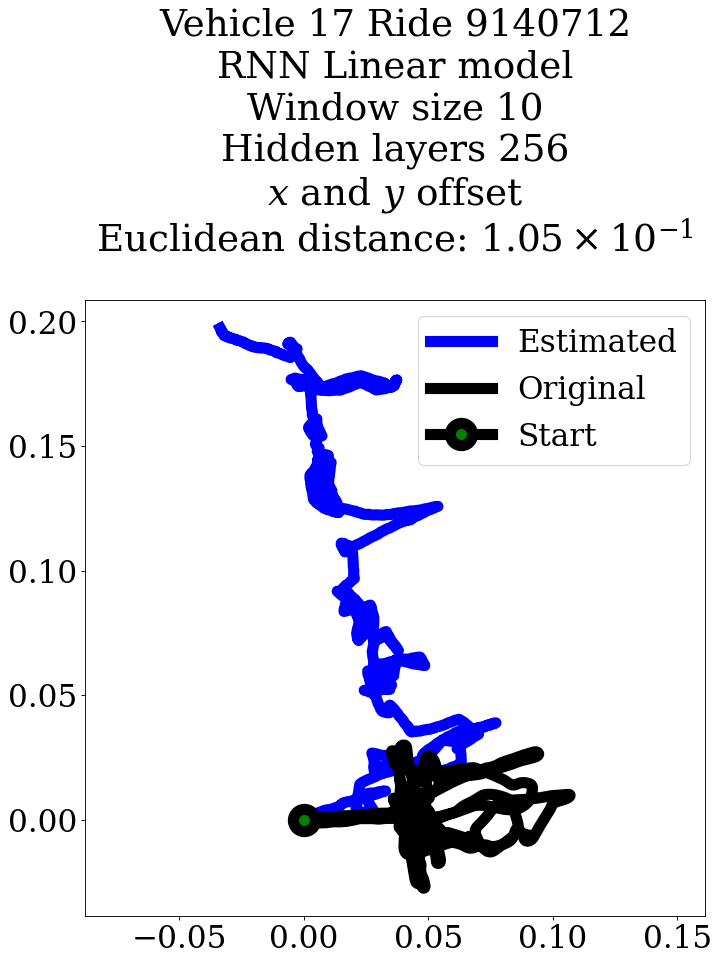 Vehicle 17 Ride 9140712
RNN Linear model
Window size 10
Hidden layers 256
x and y offset
Euclidean distance: 1.05 × 10⁻¹
Estimated
Original
Start
0.20
0.15
0.10
0.05
0.00
−0.05 0.00 0.05 0.10 0.15